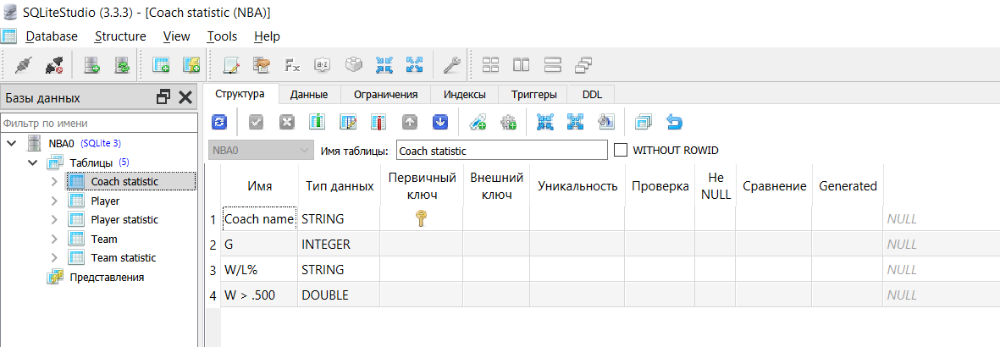 SQLiteStudio (3.3.3) - [Coach statistic (NBA)]
Database Structure View Tools Help
Базы данных
Фильтр по имени
NBA0 (SQLite 3)
Таблицы (5)
Coach statistic
Player
Player statistic
Team
Team statistic
Представления
Структура Данные Ограничения Индексы Триггеры DDL
NBA0 Имя таблицы: Coach statistic WITHOUT ROWID
Имя Тип данных Первичный ключ Внешний ключ Уникальность Проверка Не NULL Сравнение Generated
1 Coach name STRING NULL
2 G INTEGER NULL
3 W/L% STRING NULL
4 W > .500 DOUBLE NULL